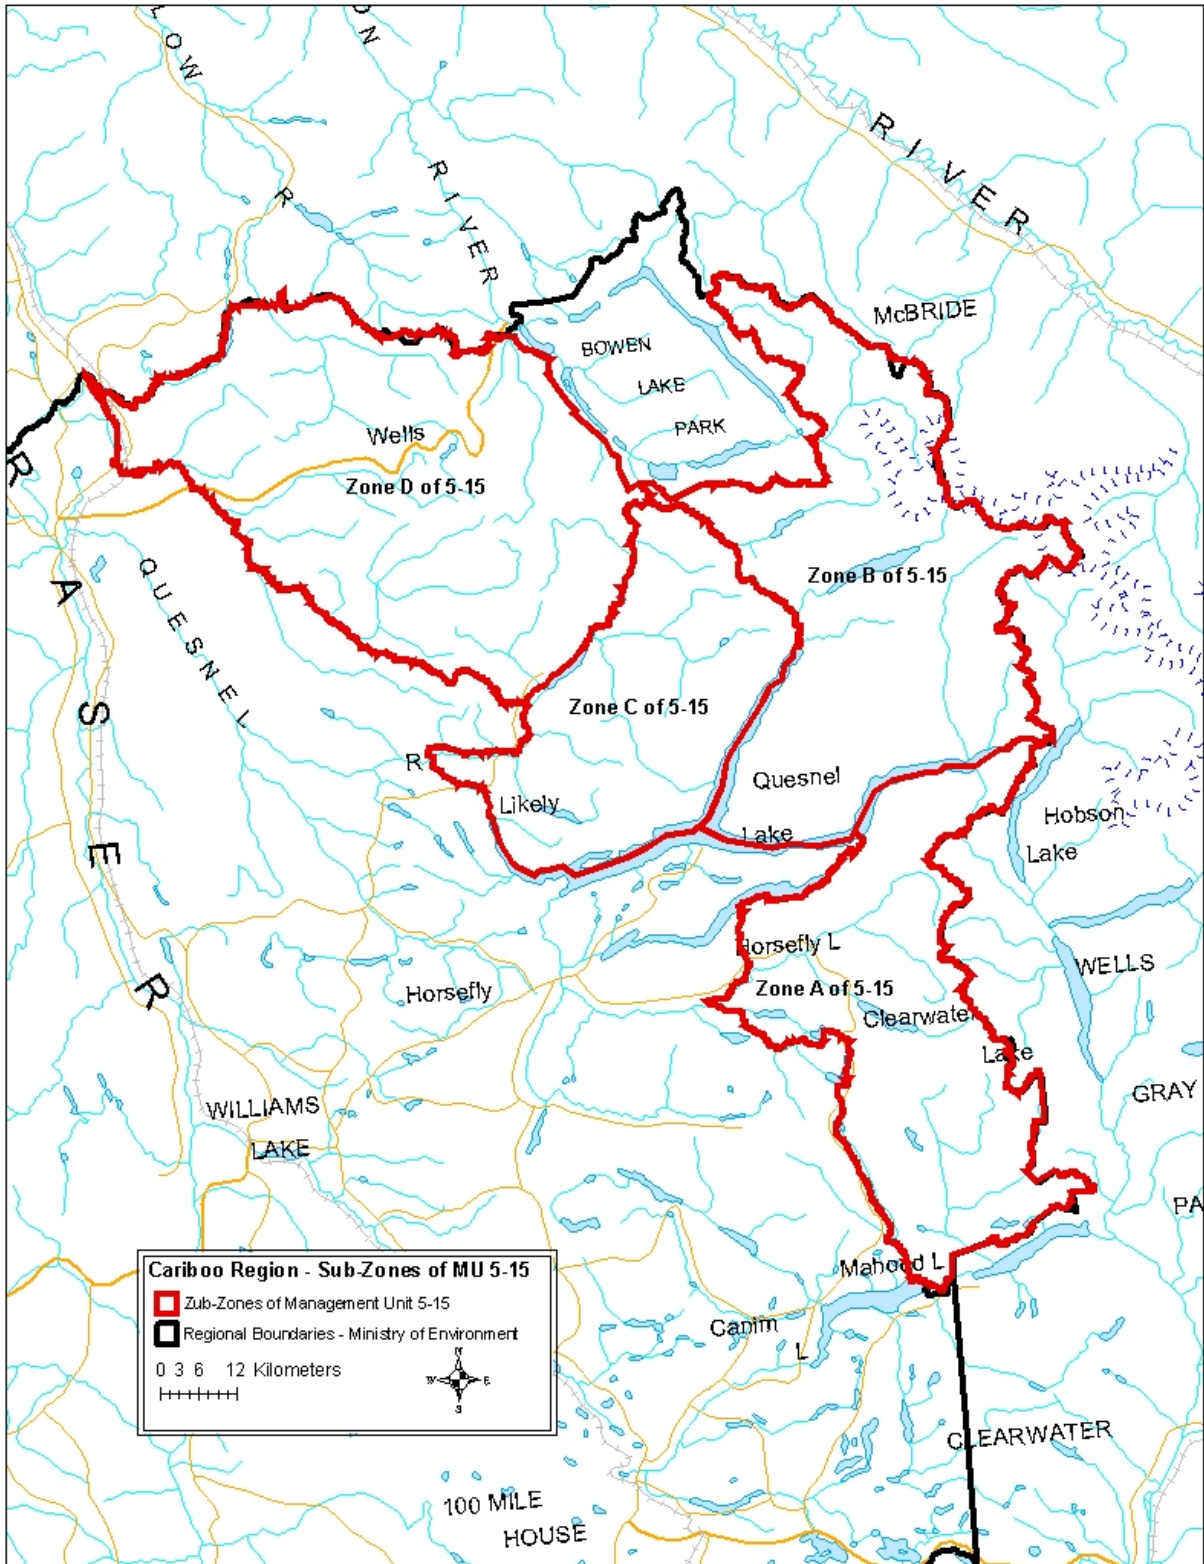 LOW
R
ON
RIVER
RIVER
McBRIDE
BOWEN
LAKE
PARK
Wells
Zone D of 5-15
R
A
S
E
R
QUESNEL
R
Zone B of 5-15
Zone C of 5-15
Likely
Quesnel
Lake
Hobson
Lake
Horsefly L
Horsefly
Zone A of 5-15
Clearwater
Lake
WELLS
GRAY
PA
WILLIAMS
LAKE
Mahood L
Canim
L
CLEARWATER
100 MILE
HOUSE
Cariboo Region - Sub-Zones of MU 5-15
Zub-Zones of Management Unit 5-15
Regional Boundaries - Ministry of Environment
0 3 6 12 Kilometers
N
W E
S